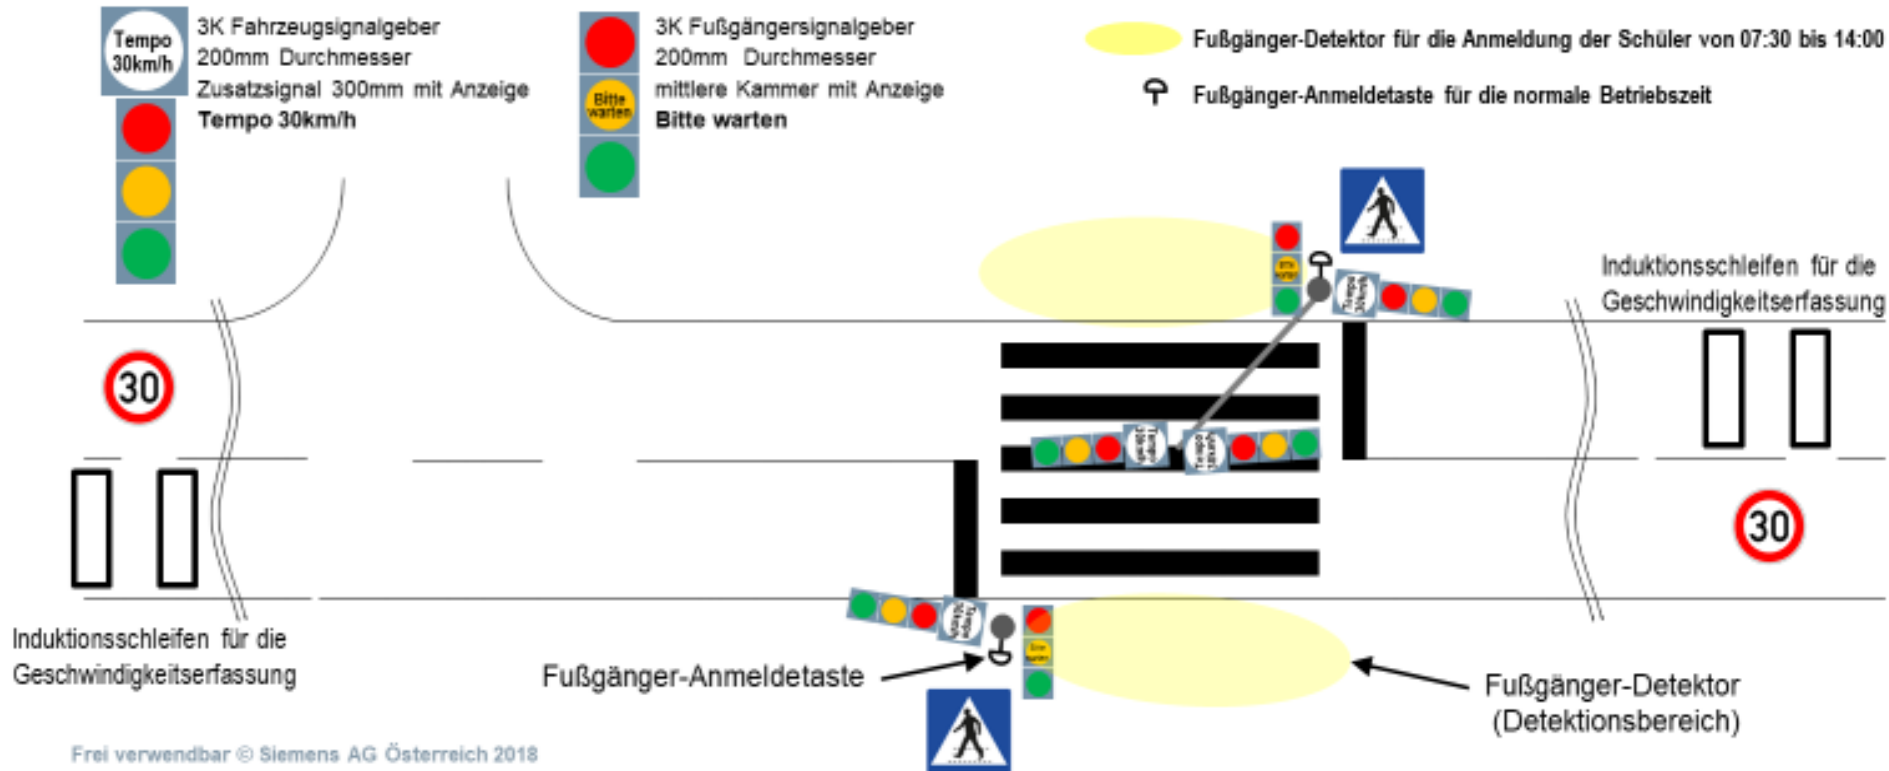 Tempo
30km/h
3K Fahrzeugsignalgeber
200mm Durchmesser
Zusatzsignal 300mm mit Anzeige
Tempo 30km/h
Bitte
warten
3K Fußgängersignalgeber
200mm Durchmesser
mittlere Kammer mit Anzeige
Bitte warten
Fußgänger-Detektor für die Anmeldung der Schüler von 07:30 bis 14:00
Fußgänger-Anmeldetaste für die normale Betriebszeit
Induktionsschleifen für die
Geschwindigkeitserfassung
30
30
Induktionsschleifen für die
Geschwindigkeitserfassung
Fußgänger-Anmeldetaste
Fußgänger-Detektor
(Detektionsbereich)
Frei verwendbar © Siemens AG Österreich 2018